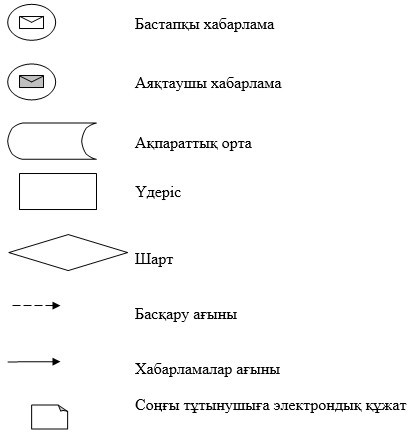 Бастапқы хабарлама
Аяқтаушы хабарлама
Ақпараттық орта
Үдеріс
Шарт
Басқару ағыны
Хабарламалар ағыны
Соңғы тұтынушыға электрондық құжат